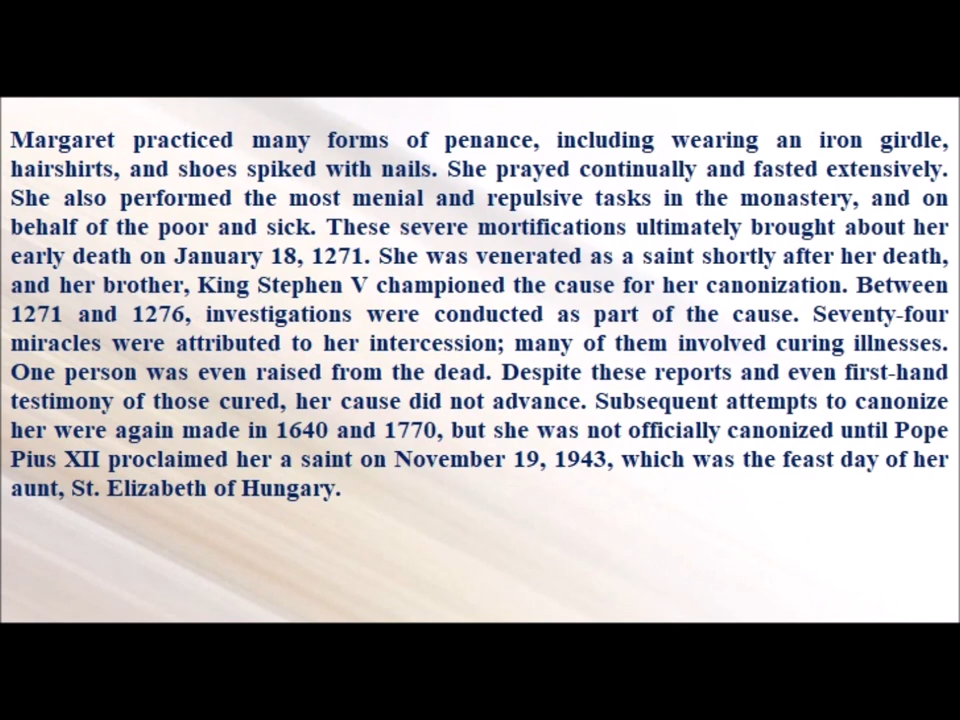 Margaret practiced many forms of penance, including wearing an iron girdle,
hairshirts, and shoes spiked with nails. She prayed continually and fasted extensively.
She also performed the most menial and repulsive tasks in the monastery, and on
behalf of the poor and sick. These severe mortifications ultimately brought about her
early death on January 18, 1271. She was venerated as a saint shortly after her death,
and her brother, King Stephen V championed the cause for her canonization. Between
1271 and 1276, investigations were conducted as part of the cause. Seventy-four
miracles were attributed to her intercession; many of them involved curing illnesses.
One person was even raised from the dead. Despite these reports and even first-hand
testimony of those cured, her cause did not advance. Subsequent attempts to canonize
her were again made in 1640 and 1770, but she was not officially canonized until Pope
Pius XII proclaimed her a saint on November 19, 1943, which was the feast day of her
aunt, St. Elizabeth of Hungary.